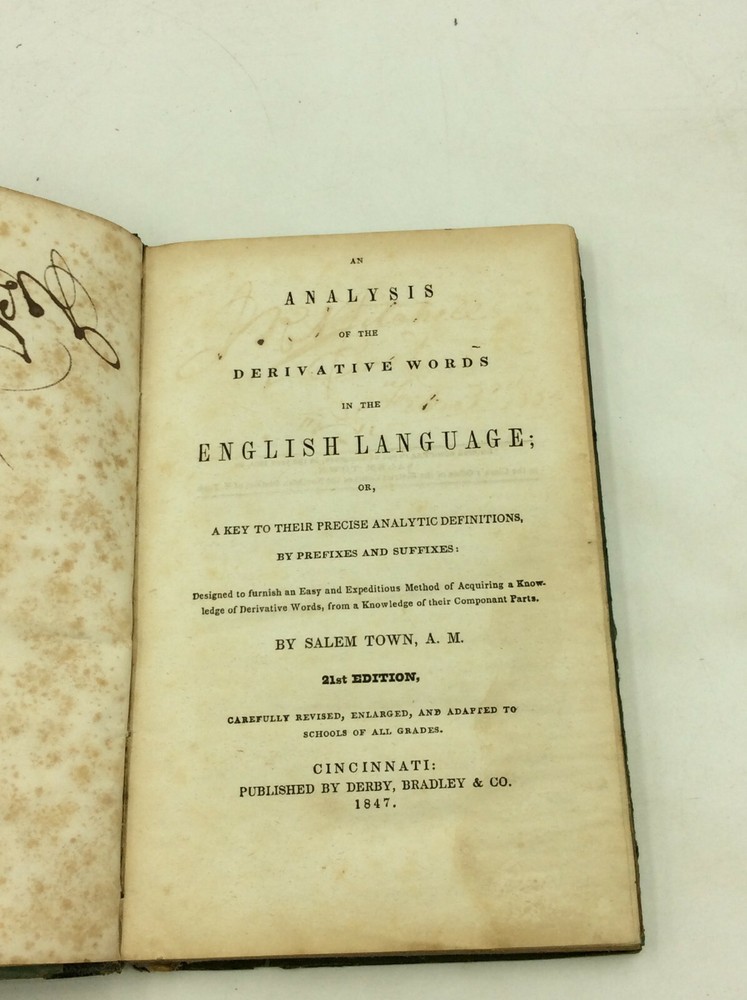 AN
ANALYSIS
OF THE
DERIVATIVE WORDS
IN THE
ENGLISH LANGUAGE;
OR,
A KEY TO THEIR PRECISE ANALYTIC DEFINITIONS,
BY PREFIXES AND SUFFIXES:
Designed to furnish an Easy and Expeditious Method of Acquiring a Know-
ledge of Derivative Words, from a Knowledge of their Componant Parts.
BY SALEM TOWN, A. M.
21st EDITION,
CAREFULLY REVISED, ENLARGED, AND ADAPTED TO
SCHOOLS OF ALL GRADES.
CINCINNATI:
PUBLISHED BY DERBY, BRADLEY & CO.
1847.